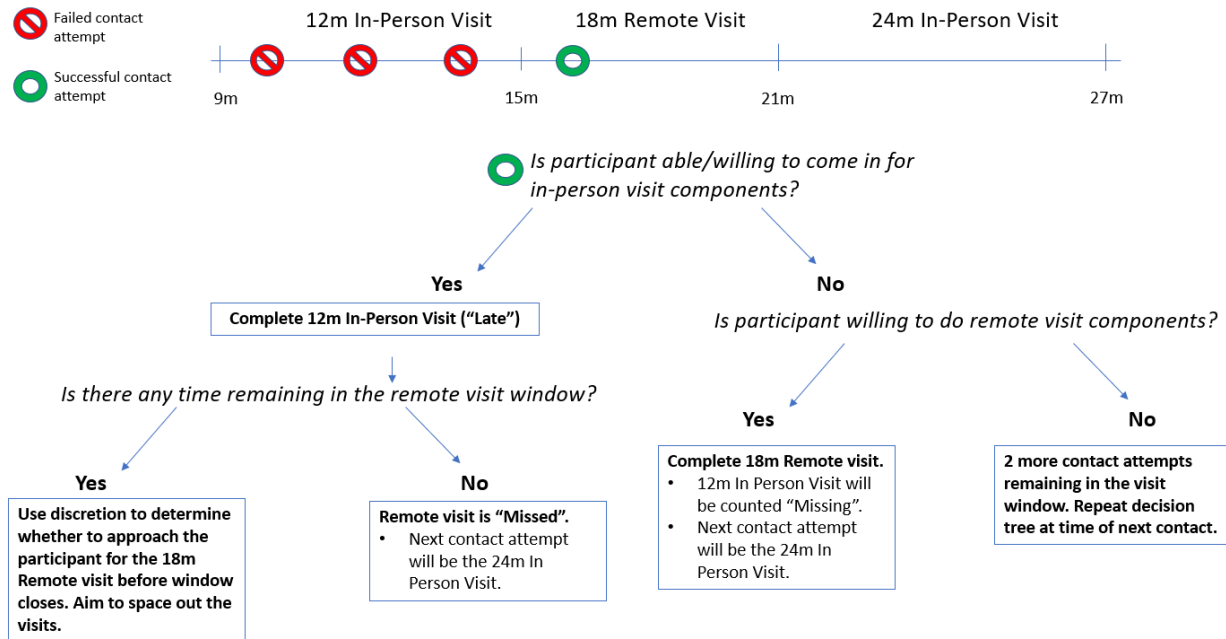 Failed contact
attempt
12m In-Person Visit
18m Remote Visit
24m In-Person Visit
Successful contact
attempt
9m
15m
21m
27m
Is participant able/willing to come in for
in-person visit components?
Yes
No
Complete 12m In-Person Visit (“Late”)
Is participant willing to do remote visit components?
Is there any time remaining in the remote visit window?
Yes
No
Yes
No
Use discretion to determine
whether to approach the
participant for the 18m
Remote visit before window
closes. Aim to space out the
visits.
Remote visit is “Missed”.
• Next contact attempt
will be the 24m In
Person Visit.
Complete 18m Remote visit.
• 12m In Person Visit will
be counted “Missing”.
• Next contact attempt
will be the 24m In
Person Visit.
2 more contact attempts
remaining in the visit
window. Repeat decision
tree at time of next contact.